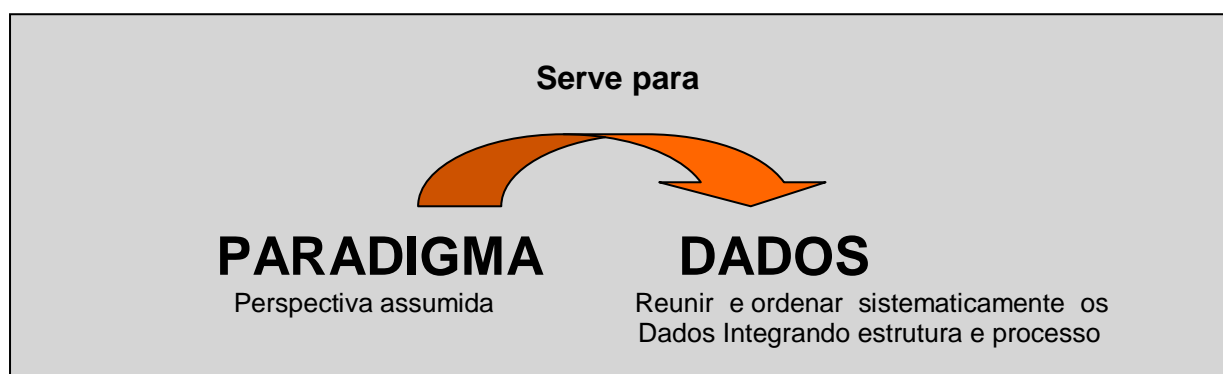 Serve para
PARADIGMA DADOS
Perspectiva assumida Reunir e ordenar sistematicamente os
Dados Integrando estrutura e processo